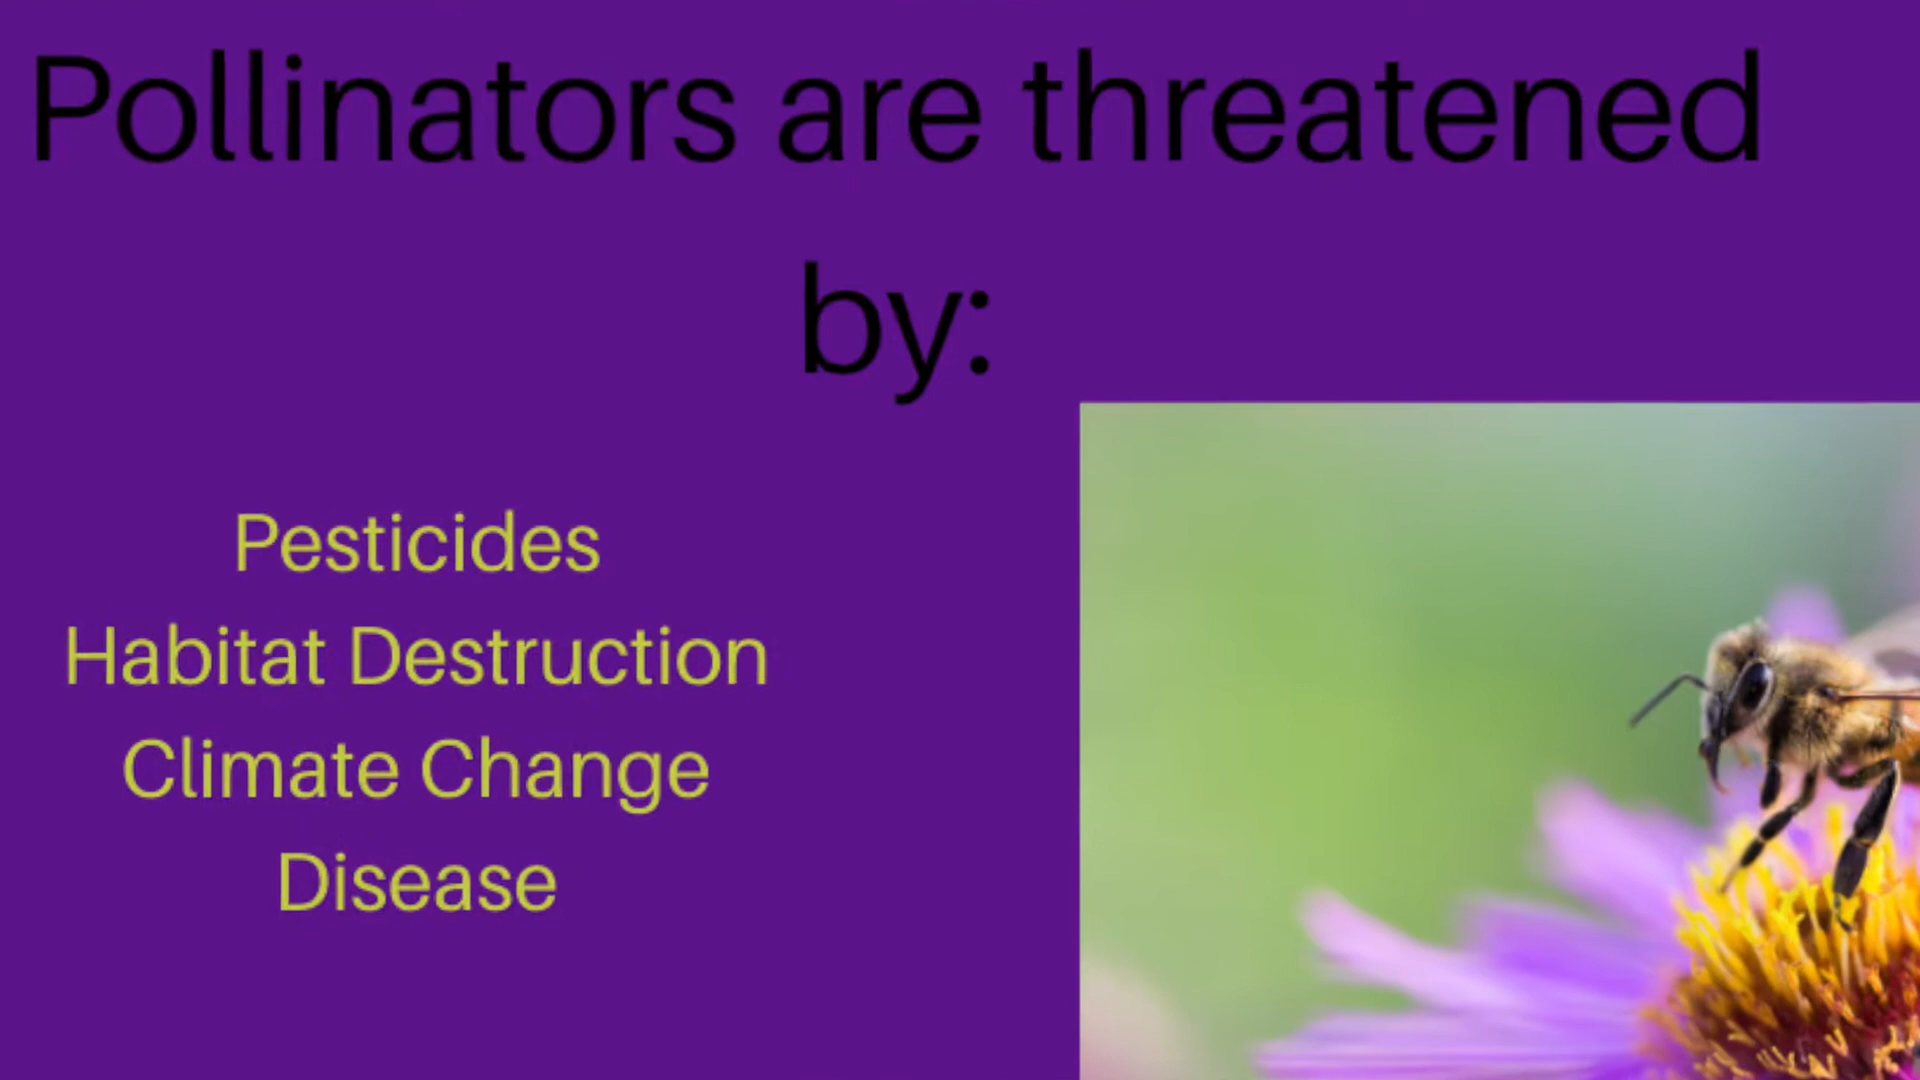 Pollinators are threatened
by:
Pesticides
Habitat Destruction
Climate Change
Disease